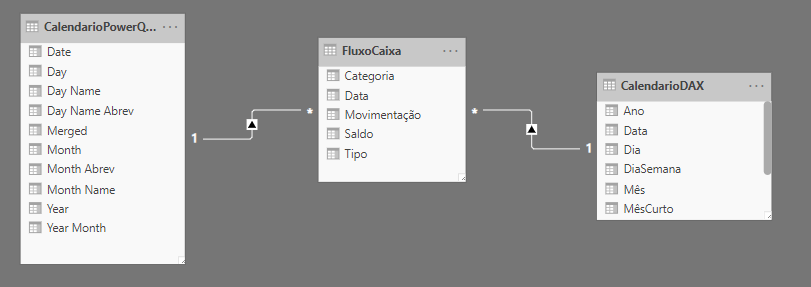 CalendarioPowerQ... ...
Date
Day
Day Name
Day Name Abrev
Merged
Month
Month Abrev
Month Name
Year
Year Month
1
*
FluxoCaixa ...
Categoria
Data
Movimentação
Saldo
Tipo
*
1
CalendarioDAX ...
Ano
Data
Dia
DiaSemana
Mês
MêsCurto